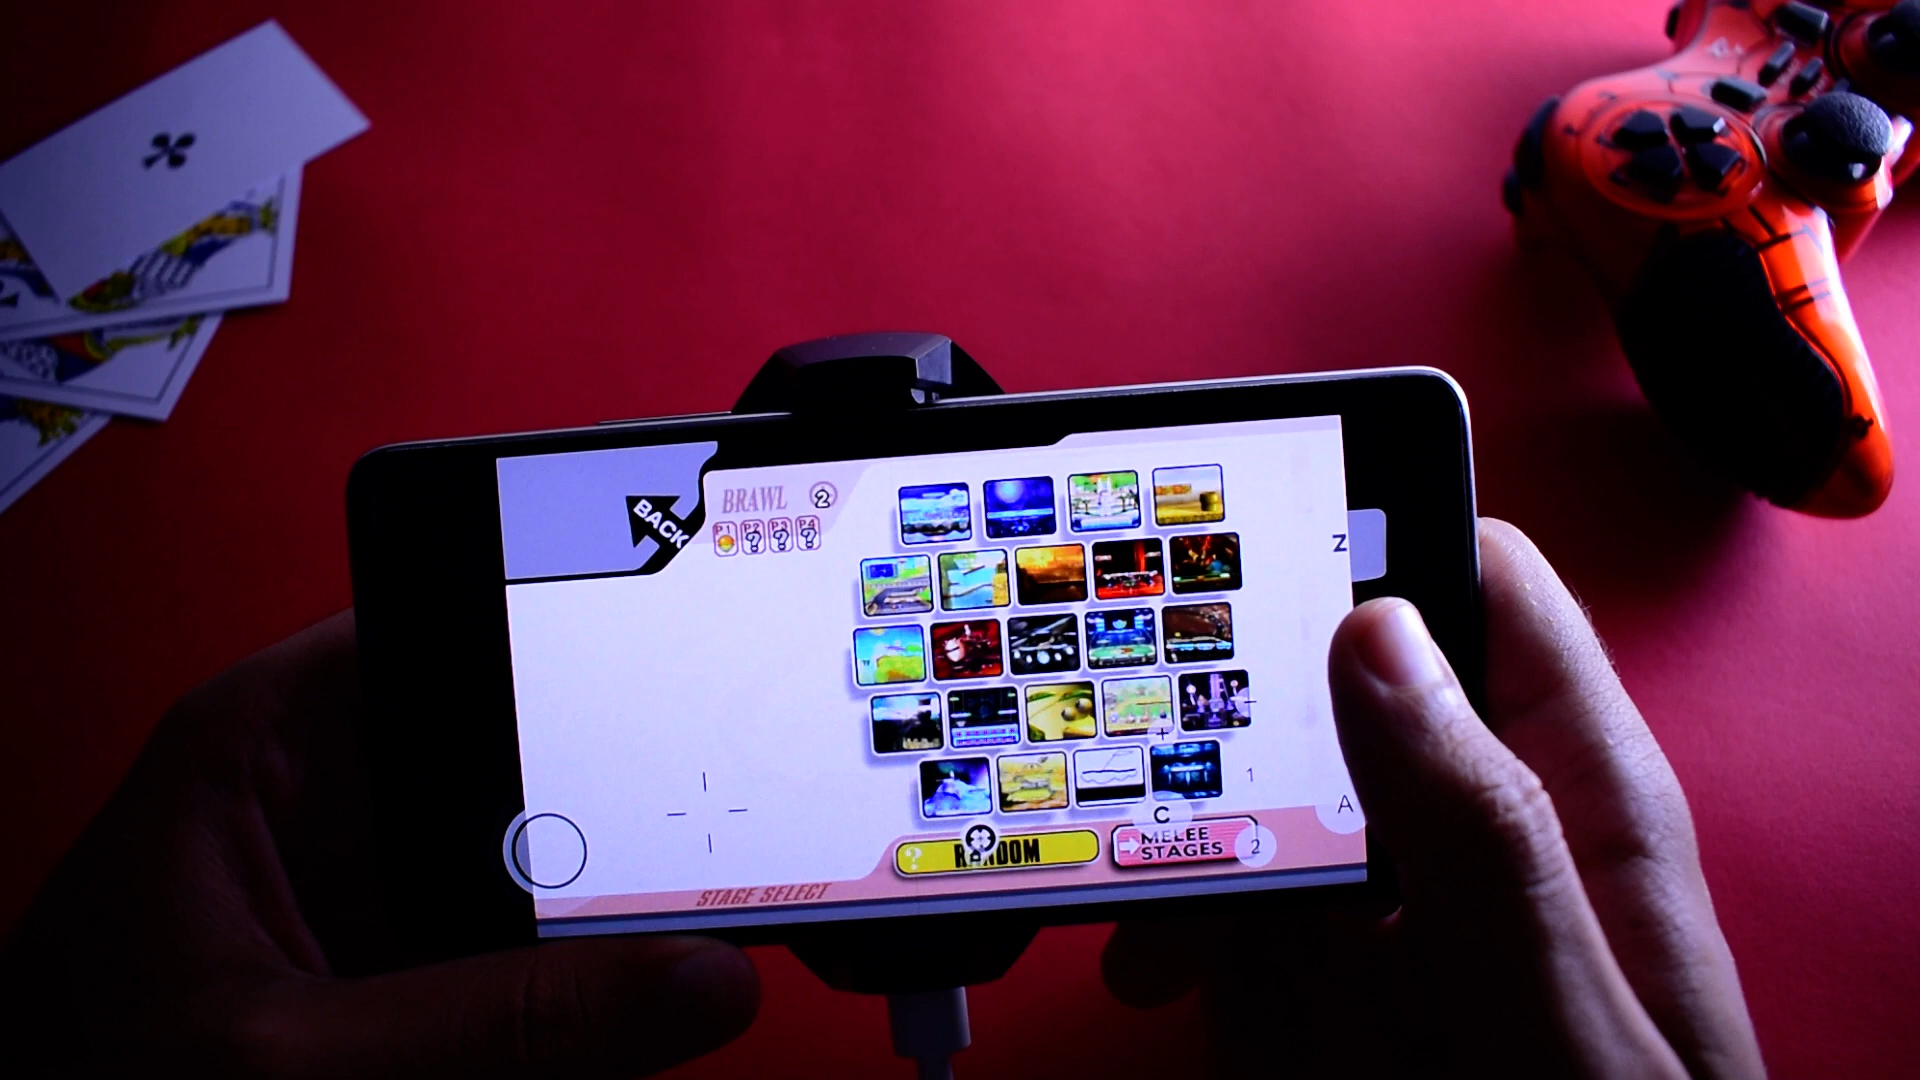 BACK
BRAWL 2
P1 P2 P3 P4
? ? ?
Z
-
+
1
A
C
? RANDOM
MELEE
STAGES
2
STAGE SELECT